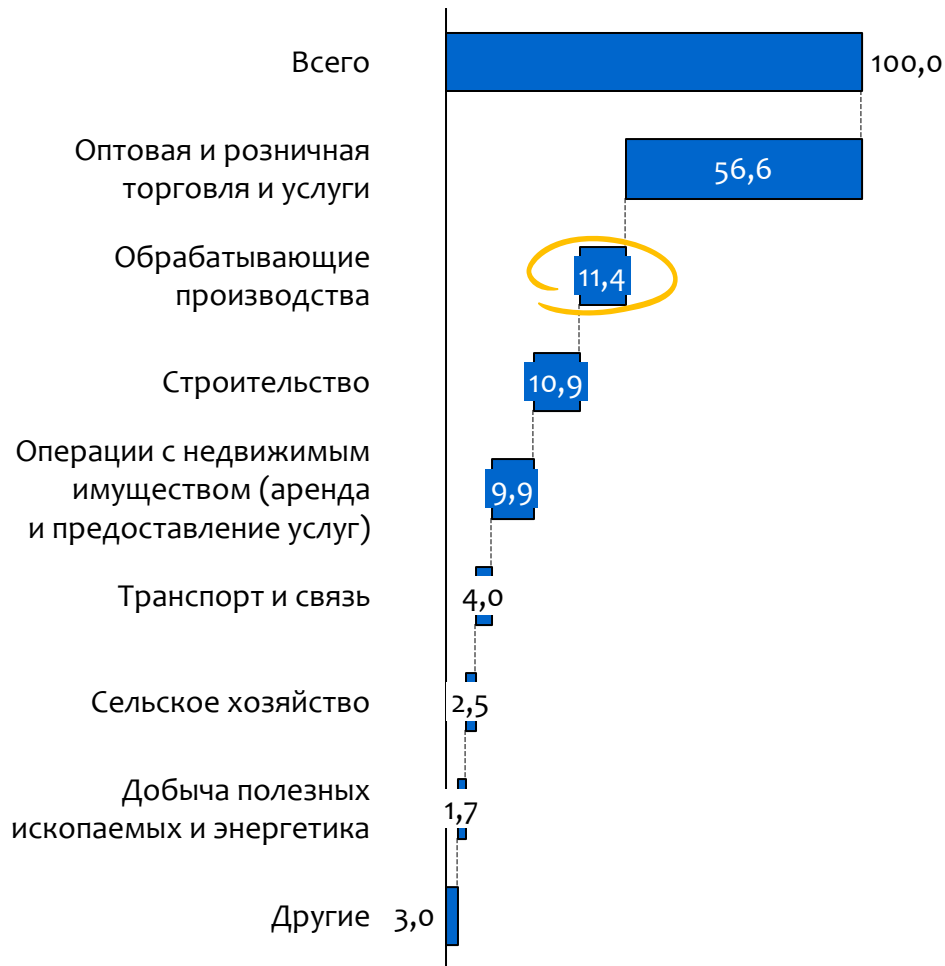 Всего
100,0
Оптовая и розничная
торговля и услуги
56,6
Обрабатывающие
производства
11,4
Строительство
10,9
Операции с недвижимым
имуществом (аренда
и предоставление услуг)
9,9
Транспорт и связь
4,0
Сельское хозяйство
2,5
Добыча полезных
ископаемых и энергетика
1,7
Другие
3,0